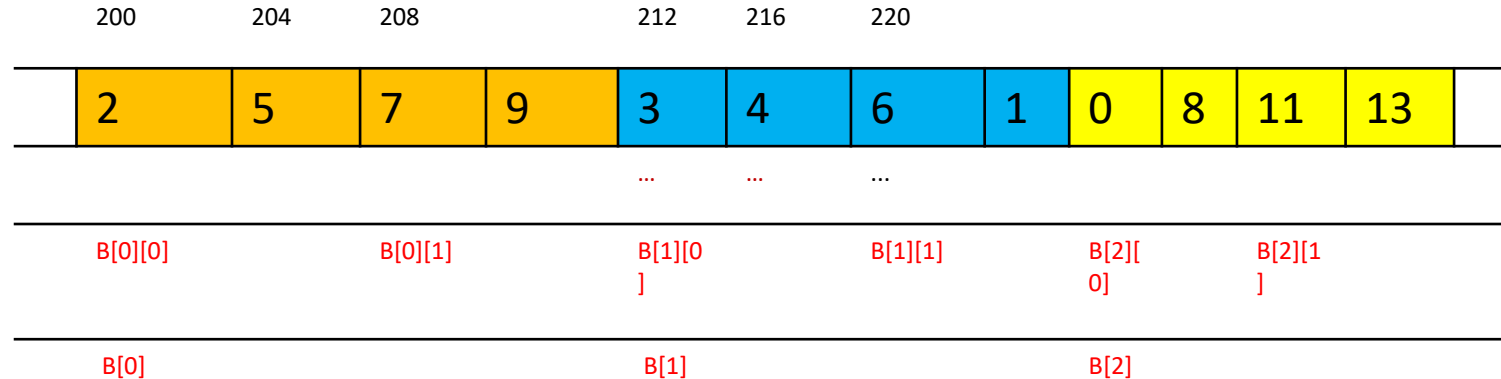 200 204 208 212 216 220
2 5 7 9 3 4 6 1 0 8 11 13
... ... ...
B[0][0] B[0][1] B[1][0 B[1][1] B[2][ B[2][1
] 0] ]
B[0] B[1] B[2]